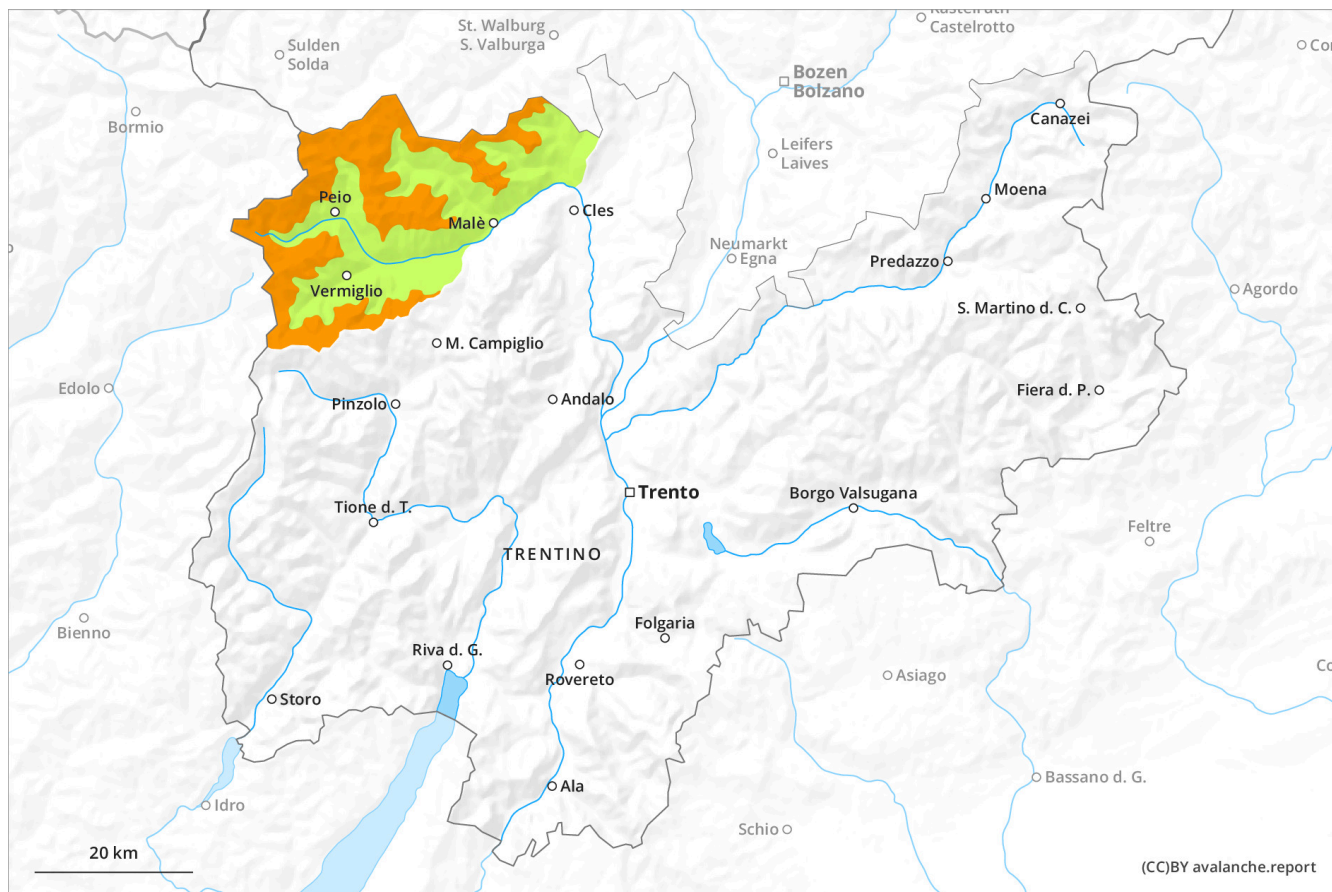 Kastelruth
Castelrotto
St. Walburg
S. Valburga
Sulden
Solda
Bozen
Bolzano
Bormio
Canazei
Leifers
Laives
Moena
Peio
Cles
Malè
Neumarkt
Egna
Predazzo
Vermiglio
Agordo
S. Martino d. C.
M. Campiglio
Edolo
Fiera d. P.
Pinzolo
Andalo
Trento
Borgo Valsugana
Tione d. T.
Feltre
TRENTINO
Bienno
Folgaria
Riva d. G.
Rovereto
Asiago
Storo
Bassano d. G.
Ala
Idro
Schio
20 km
(CC)BY avalanche.report